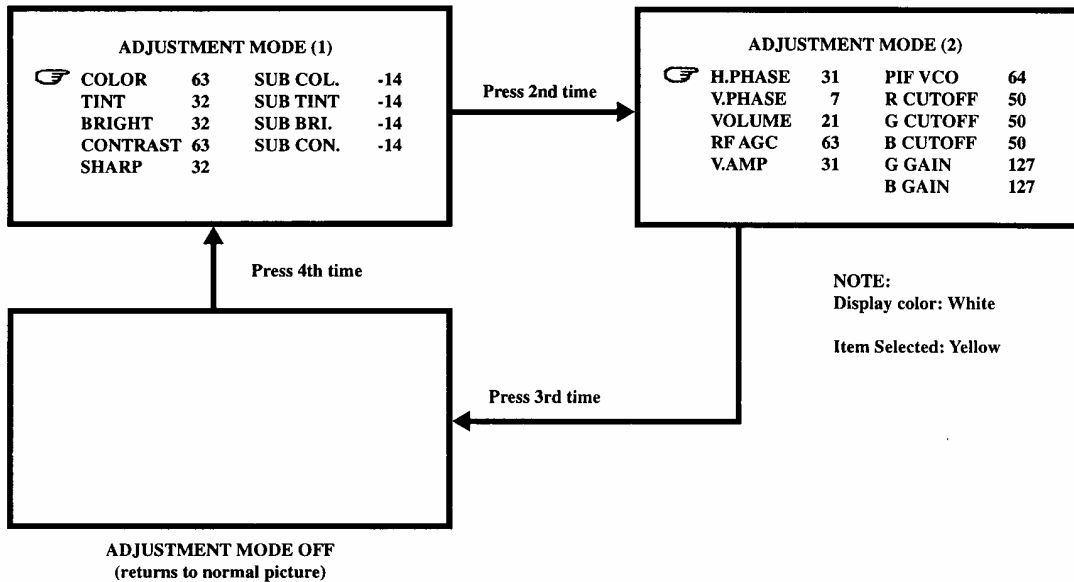 ADJUSTMENT MODE (1)
COLOR 63 SUB COL. -14
TINT 32 SUB TINT -14
BRIGHT 32 SUB BRI. -14
CONTRAST 63 SUB CON. -14
SHARP 32
Press 2nd time
ADJUSTMENT MODE (2)
H.PHASE 31 PIF VCO 64
V.PHASE 7 R CUTOFF 50
VOLUME 21 G CUTOFF 50
RF AGC 63 B CUTOFF 50
V.AMP 31 G GAIN 127
B GAIN 127
Press 4th time
NOTE:
Display color: White
Item Selected: Yellow
Press 3rd time
ADJUSTMENT MODE OFF
(returns to normal picture)